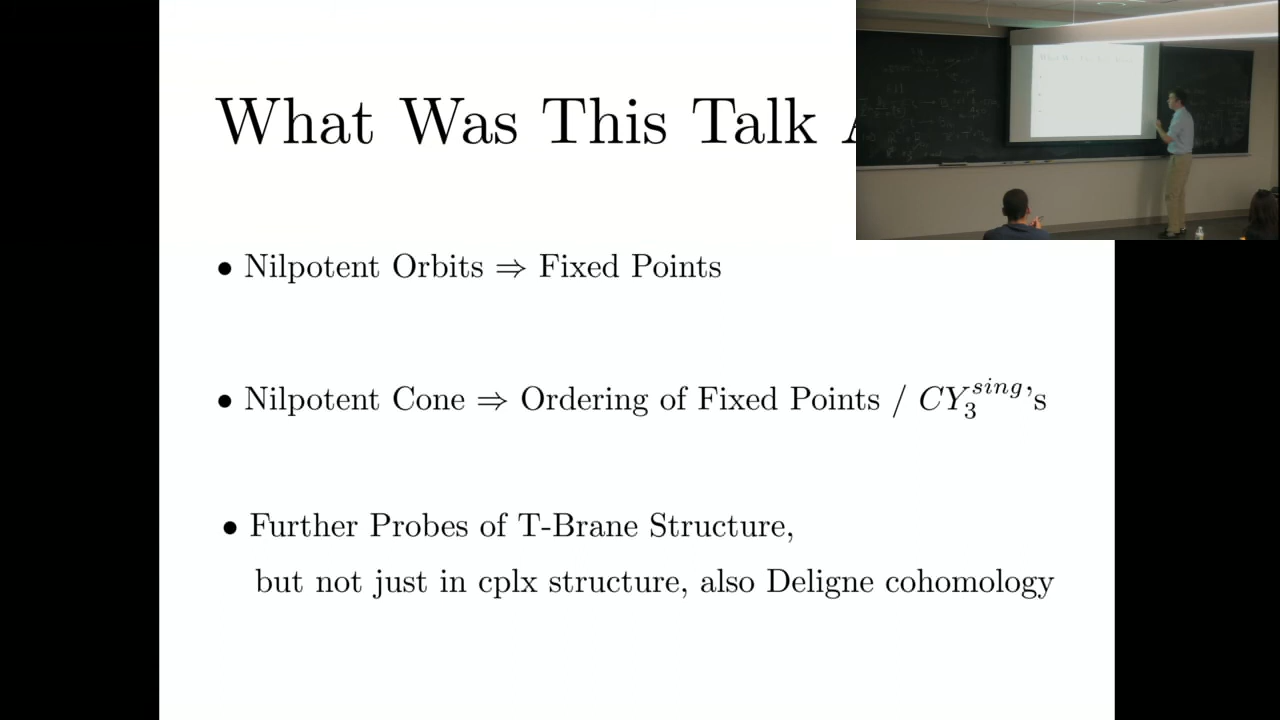 What Was This Talk
• Nilpotent Orbits ⇒ Fixed Points
• Nilpotent Cone ⇒ Ordering of Fixed Points / $CY_3^{sing}$'s
• Further Probes of T-Brane Structure,
but not just in cplx structure, also Deligne cohomology